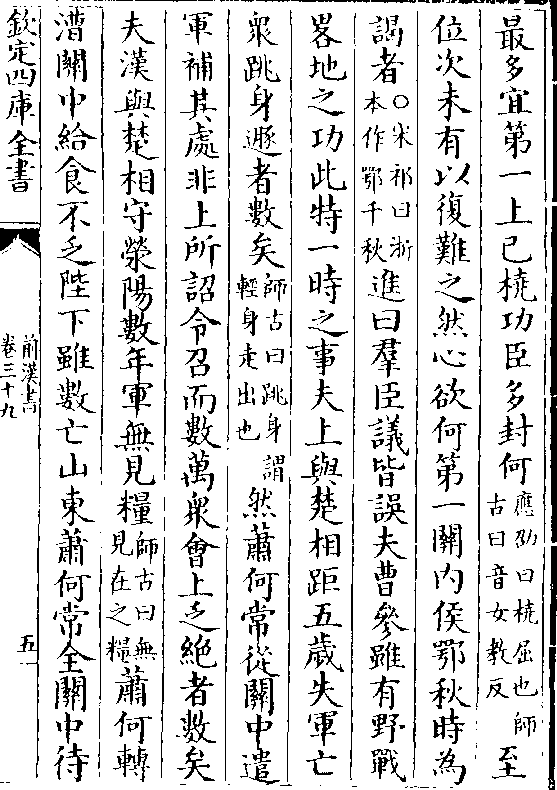 最多宜第一上已橈功臣多封何應劭曰橈屈也師古曰音女教反至
位次未有以復難之然心欲何第一關内侯鄂秋時為
謁者○宋祁曰浙本作鄂千秋進曰羣臣議皆誤夫曹參雖有野戰
畧地之功此特一時之事夫上與楚相距五歲失軍亡
衆跳身遯者數矣師古曰跳身謂輕身走出也然蕭何常從關中遣
軍補其處非上所詔令召而數萬衆會上乏絶者數矣
夫漢與楚相守滎陽數年軍無見糧師古曰無見在之糧蕭何轉
漕關中給食不乏陛下雖數亡山東蕭何常全關中待
欽定四庫全書
前漢書
卷三十九
五